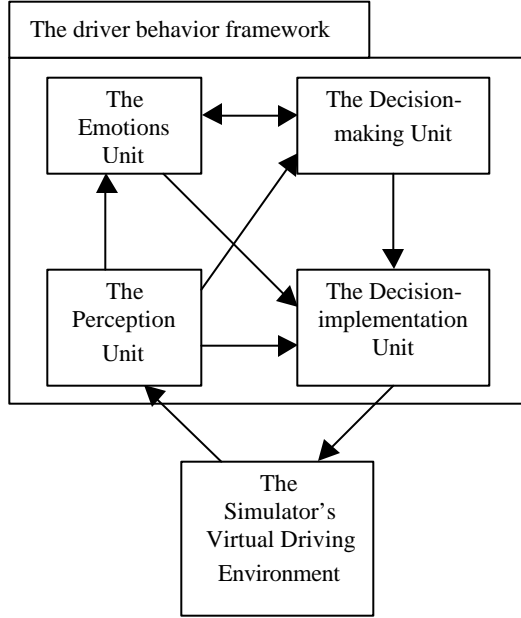 The driver behavior framework
The
Emotions
Unit
The Decision-
making Unit
The
Perception
Unit
The Decision-
implementation
Unit
The
Simulator's
Virtual Driving
Environment